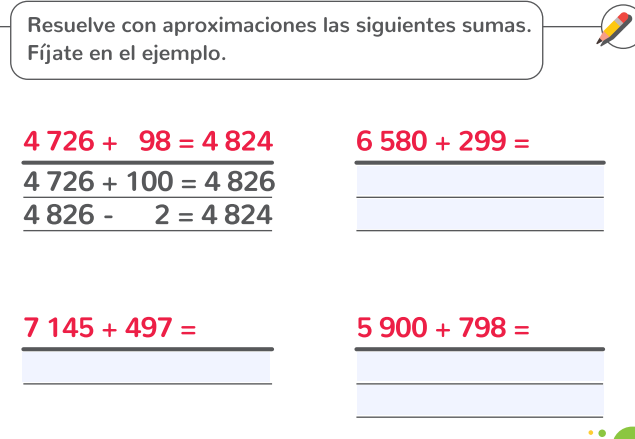 Resuelve con aproximaciones las siguientes sumas.
Fíjate en el ejemplo.
4 726 + 98 = 4 824
4 726 + 100 = 4 826
4 826 - 2 = 4 824
6 580 + 299 =
7 145 + 497 =
5 900 + 798 =